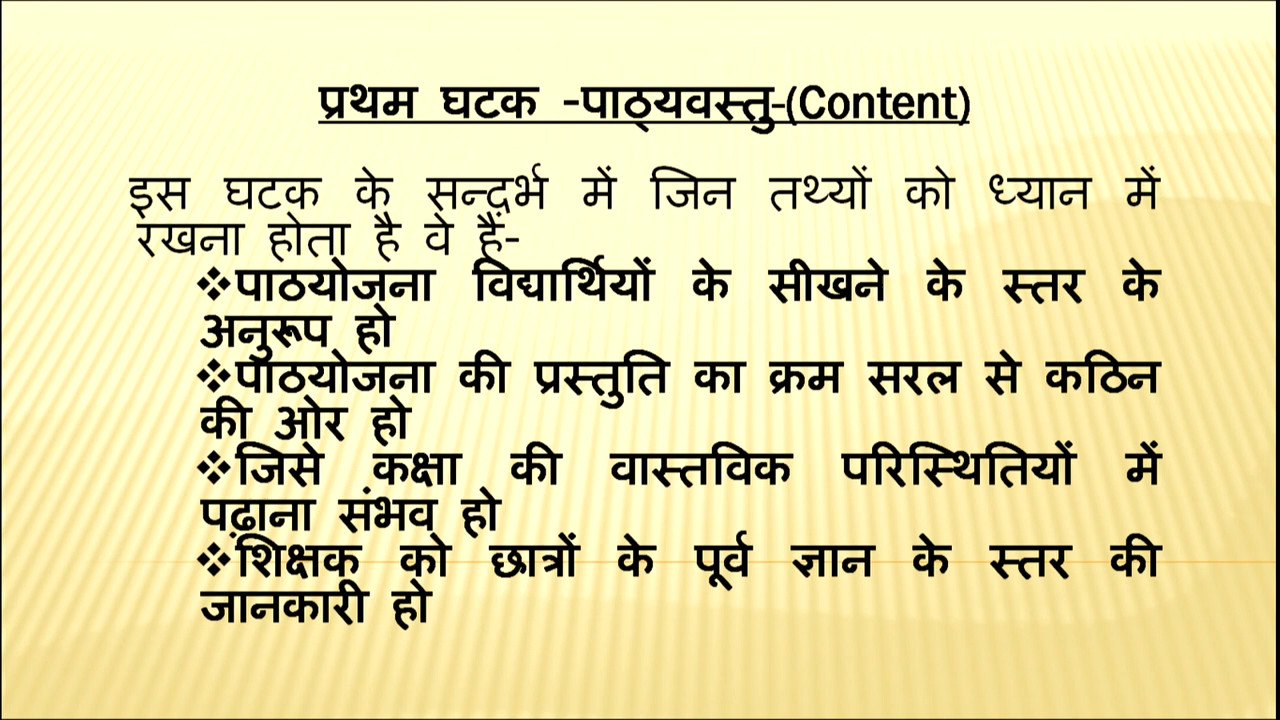 प्रथम घटक -पाठ्यवस्तु-(Content)
इस घटक के सन्दर्भ में जिन तथ्यों को ध्यान में
रखना होता है वे हैं-
❖पाठयोजना विद्यार्थियों के सीखने के स्तर के
अनुरूप हो
❖पाठयोजना की प्रस्तुति का क्रम सरल से कठिन
की ओर हो
❖जिसे कक्षा की वास्तविक परिस्थितियों में
पढ़ाना संभव हो
❖शिक्षक को छात्रों के पूर्व ज्ञान के स्तर की
जानकारी हो